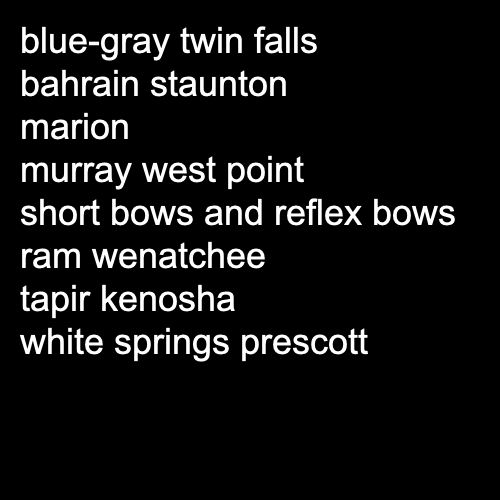 blue-gray twin falls
bahrain staunton
marion
murray west point
short bows and reflex bows
ram wenatchee
tapir kenosha
white springs prescott